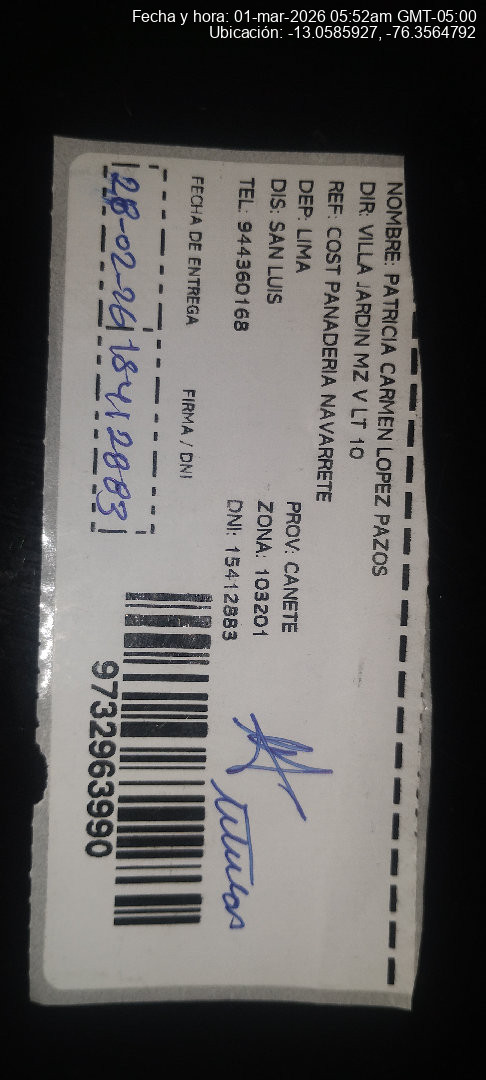 Fecha y hora: 01-mar-2026 05:52am GMT-05:00
Ubicación: -13.0585927, -76.3564792
NOMBRE: PATRICIA CARMEN LOPEZ PAZOS
DIR: VILLA JARDIN MZ V LT 10
REF: COST PANADERIA NAVARRETE
DEP: LIMA PROV: CANETE
DIS: SAN LUIS ZONA: 103201
TEL: 944360168 DNI: 15412883
FECHA DE ENTREGA FIRMA / DNI
28-02-26 15412883
titular
9732963990